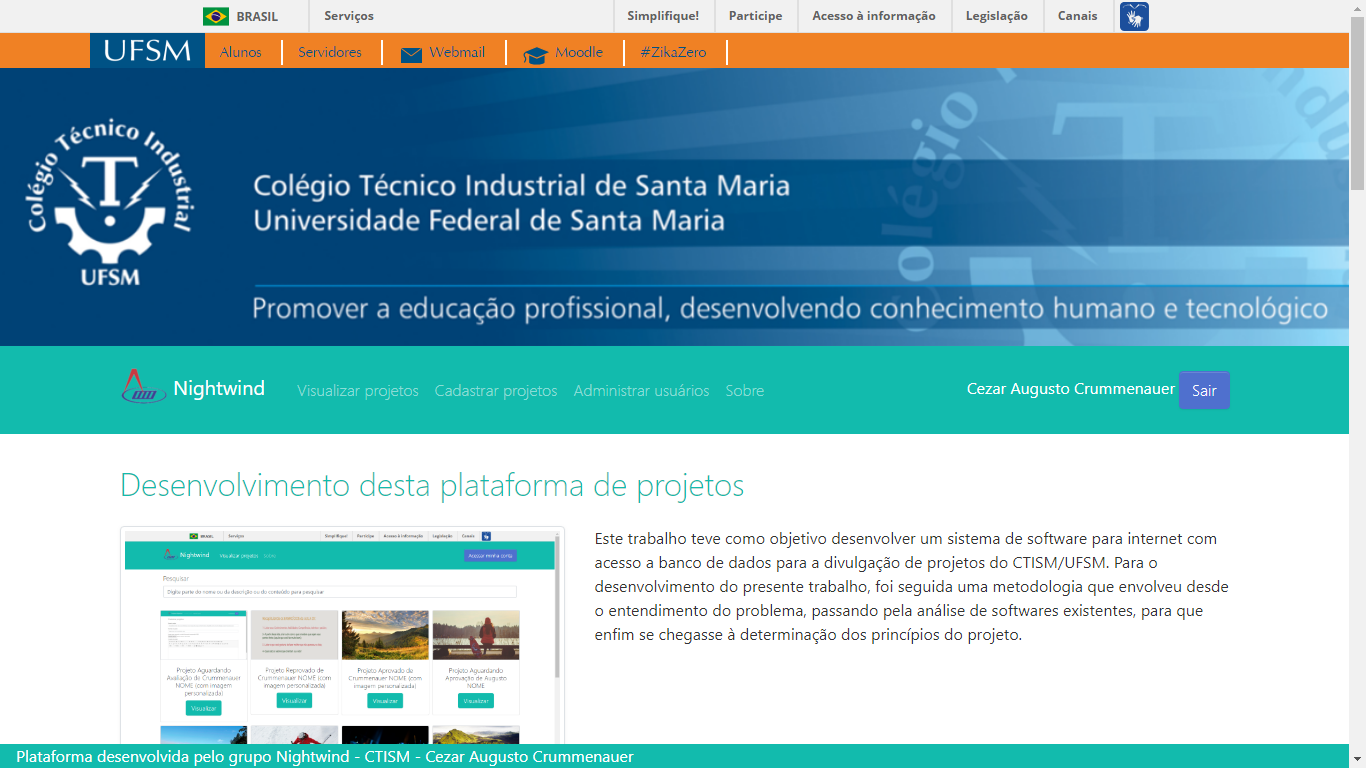 BRASIL Serviços Simplifique! Participe Acesso à informação Legislação Canais
UFSM Alunos Servidores Webmail Moodle #ZikaZero
Colégio Técnico Industrial
UFSM
Colégio Técnico Industrial de Santa Maria
Universidade Federal de Santa Maria
Promover a educação profissional, desenvolvendo conhecimento humano e tecnológico
Nightwind Visualizar projetos Cadastrar projetos Administrar usuários Sobre Cezar Augusto Crummenauer Sair
Desenvolvimento desta plataforma de projetos
BRASIL Serviços Simplifique! Participe Acesso à informação Legislação Canais
Nightwind Visualizar projetos Sobre Acessar minha conta
Pesquisar
Digite parte do nome ou da descrição ou do conteúdo para pesquisar
Projeto Aguardando Avaliação de Crummenauer NOME (com imagem personalizada)
Visualizar
Projeto Reprovado de Crummenauer NOME (com imagem personalizada)
Visualizar
Projeto Aprovado de Crummenauer NOME (com imagem personalizada)
Visualizar
Projeto Aguardando Aprovação de Augusto NOME
Visualizar
Este trabalho teve como objetivo desenvolver um sistema de software para internet com
acesso a banco de dados para a divulgação de projetos do CTISM/UFSM. Para o
desenvolvimento do presente trabalho, foi seguida uma metodologia que envolveu desde
o entendimento do problema, passando pela análise de softwares existentes, para que
enfim se chegasse à determinação dos princípios do projeto.
Plataforma desenvolvida pelo grupo Nightwind - CTISM - Cezar Augusto Crummenauer